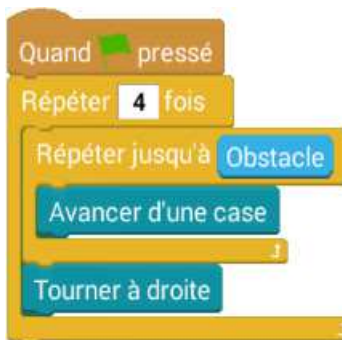 Quand pressé
Répéter 4 fois
Répéter jusqu'à Obstacle
Avancer d'une case
Tourner à droite